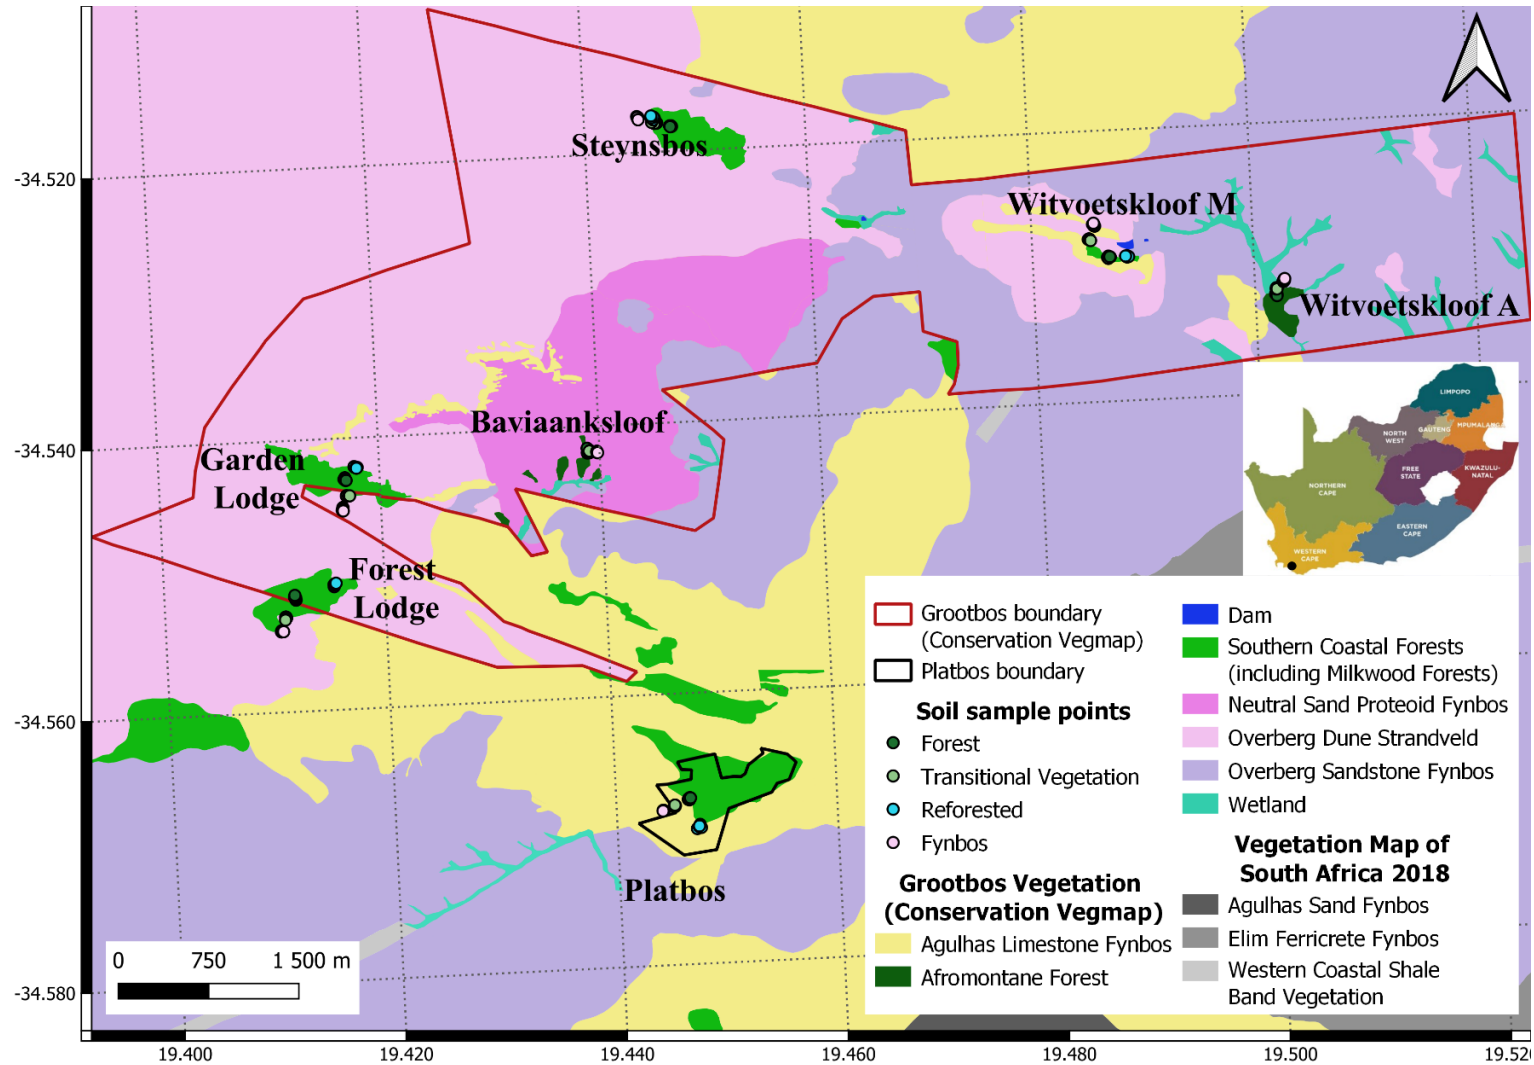 Steynsbos
-34.520
Witvoetskloof M
Witvoetskloof A
Baviaanksloof
-34.540
Garden
Lodge
Forest
Lodge
-34.560
Platbos
-34.580
LIMPOPO
NORTH
WEST
GAUTENG
MPUMALANGA
FREE
STATE
KWAZULU-
NATAL
NORTHERN
CAPE
EASTERN
CAPE
WESTERN
CAPE
Grootbos boundary
(Conservation Vegmap)
Platbos boundary
Soil sample points
Forest
Transitional Vegetation
Reforested
Fynbos
Grootbos Vegetation
(Conservation Vegmap)
Agulhas Limestone Fynbos
Afromontane Forest
Dam
Southern Coastal Forests
(including Milkwood Forests)
Neutral Sand Proteoid Fynbos
Overberg Dune Strandveld
Overberg Sandstone Fynbos
Wetland
Vegetation Map of
South Africa 2018
Agulhas Sand Fynbos
Elim Ferricrete Fynbos
Western Coastal Shale
Band Vegetation
0 750 1 500 m
19.400 19.420 19.440 19.460 19.480 19.500 19.520